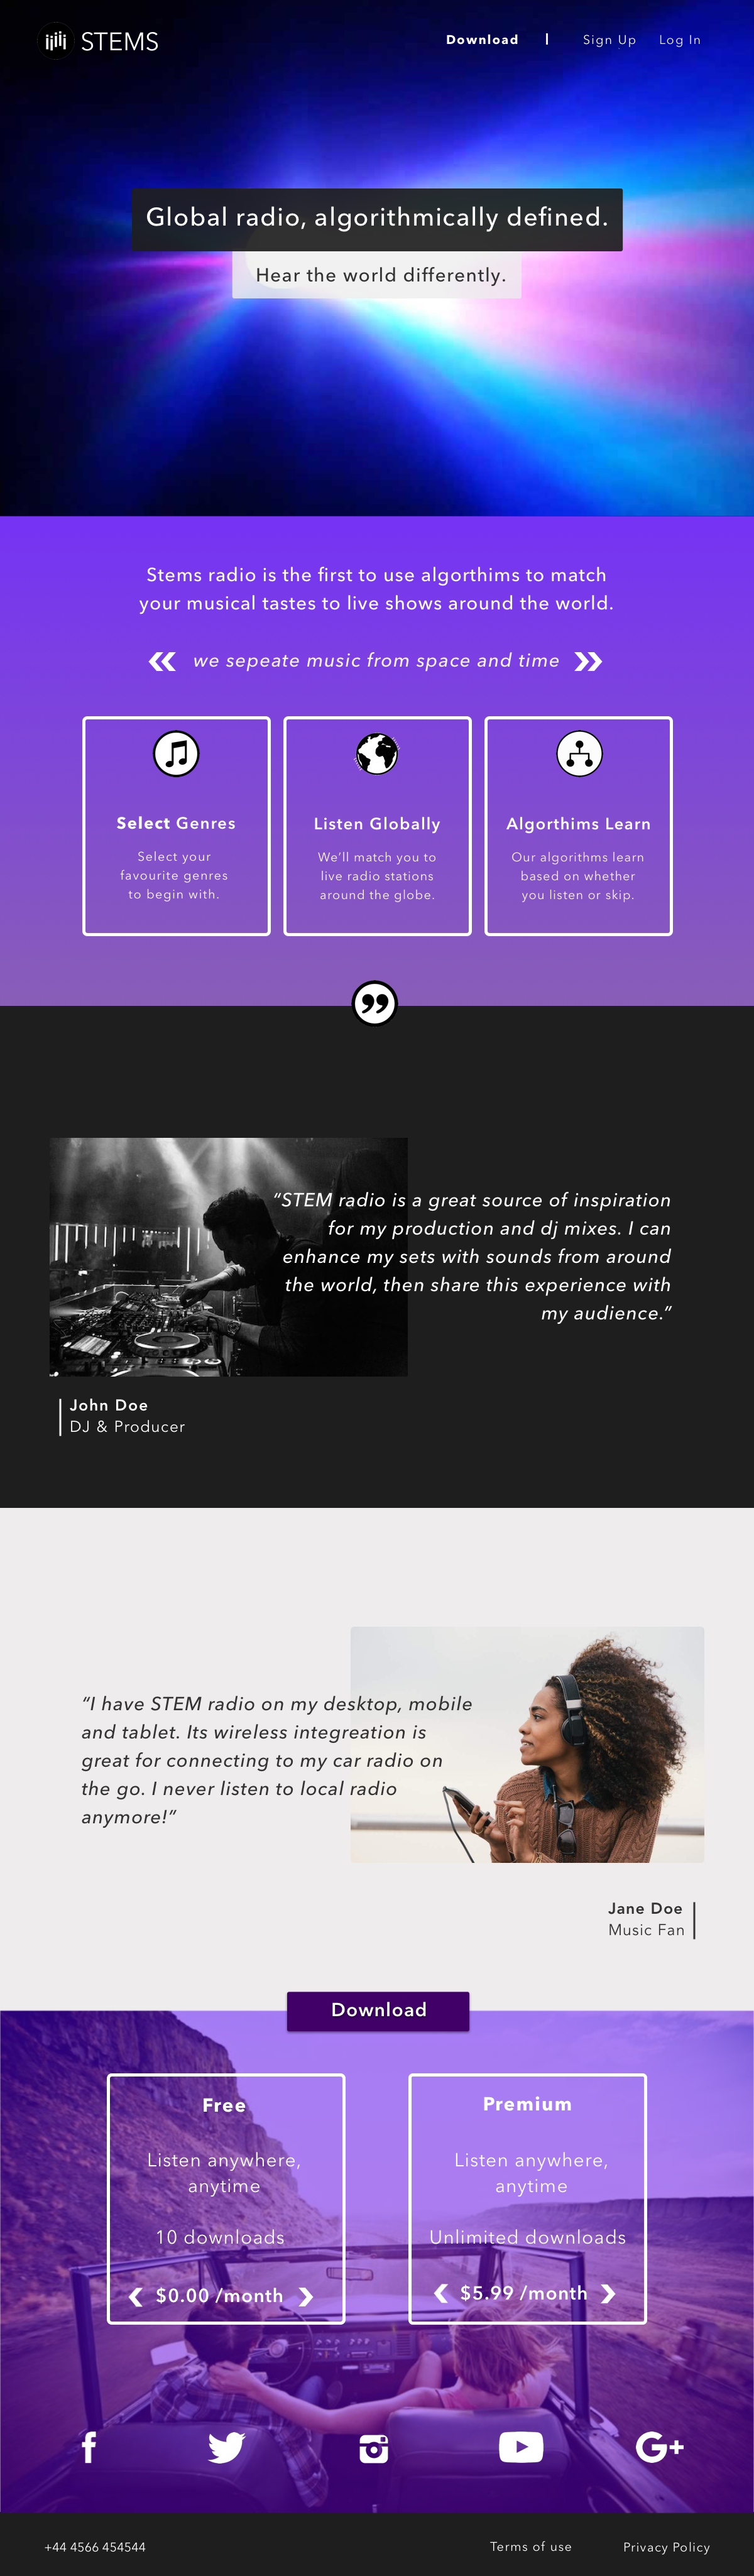 STEMS
Download | Sign Up Log In
Global radio, algorithmically defined.
Hear the world differently.
Stems radio is the first to use algorthims to match
your musical tastes to live shows around the world.
we sepeate music from space and time
Select Genres
Select your
favourite genres
to begin with.
Listen Globally
We'll match you to
live radio stations
around the globe.
Algorthims Learn
Our algorithms learn
based on whether
you listen or skip.
“STEM radio is a great source of inspiration
for my production and dj mixes. I can
enhance my sets with sounds from around
the world, then share this experience with
my audience.”
John Doe
DJ & Producer
“I have STEM radio on my desktop, mobile
and tablet. Its wireless integreation is
great for connecting to my car radio on
the go. I never listen to local radio
anymore!”
Jane Doe
Music Fan
Download
Free
Listen anywhere,
anytime
10 downloads
$0.00 /month
Premium
Listen anywhere,
anytime
Unlimited downloads
$5.99 /month
+44 4566 454544
Terms of use
Privacy Policy